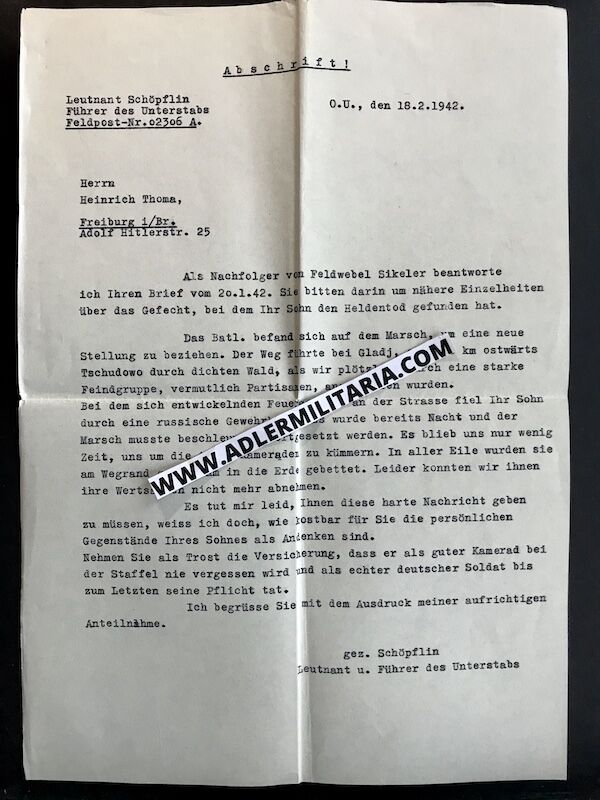 Abschrift!
Leutnant Schöpflin
Führer des Unterstabs
Feldpost-Nr.02306 A.
O.U., den 18.2.1942.
Herrn
Heinrich Thoma,
Freiburg i/Br.
Adolf Hitlerstr. 25
Als Nachfolger von Feldwebel Sikeler beantworte
ich Ihren Brief vom 20.1.42. Sie bitten darin um nähere Einzelheiten
über das Gefecht, bei dem Ihr Sohn den Heldentod gefunden hat.
Das Batl. befand sich auf dem Marsch, um eine neue
Stellung zu beziehen. Der Weg führte bei Gladj, km ostwärts
Tschudowo durch dichten Wald, als wir plötzlich durch eine starke
Feindgruppe, vermutlich Partisanen, wurden.
Bei dem sich entwickelnden an der Strasse fiel Ihr Sohn
durch eine russische wurde bereits Nacht und der
Marsch musste werden. Es blieb uns nur wenig
Zeit, uns um die Kameraden zu kümmern. In aller Eile wurden sie
am Wegrand in die Erde gebettet. Leider konnten wir ihnen
ihre nicht mehr abnehmen.
Es tut mir leid, Ihnen diese harte Nachricht geben
zu müssen, weiss ich doch, wie kostbar für Sie die persönlichen
Gegenstände Ihres Sohnes als Andenken sind.
Nehmen Sie als Trost die Versicherung, dass er als guter Kamerad bei
der Staffel nie vergessen wird und als echter deutscher Soldat bis
zum Letzten seine Pflicht tat.
Ich begrüsse Sie mit dem Ausdruck meiner aufrichtigen
Anteilnahme.
gez. Schöpflin
Leutnant u. Führer des Unterstabs
WWW.ADLERMILITARIA.COM